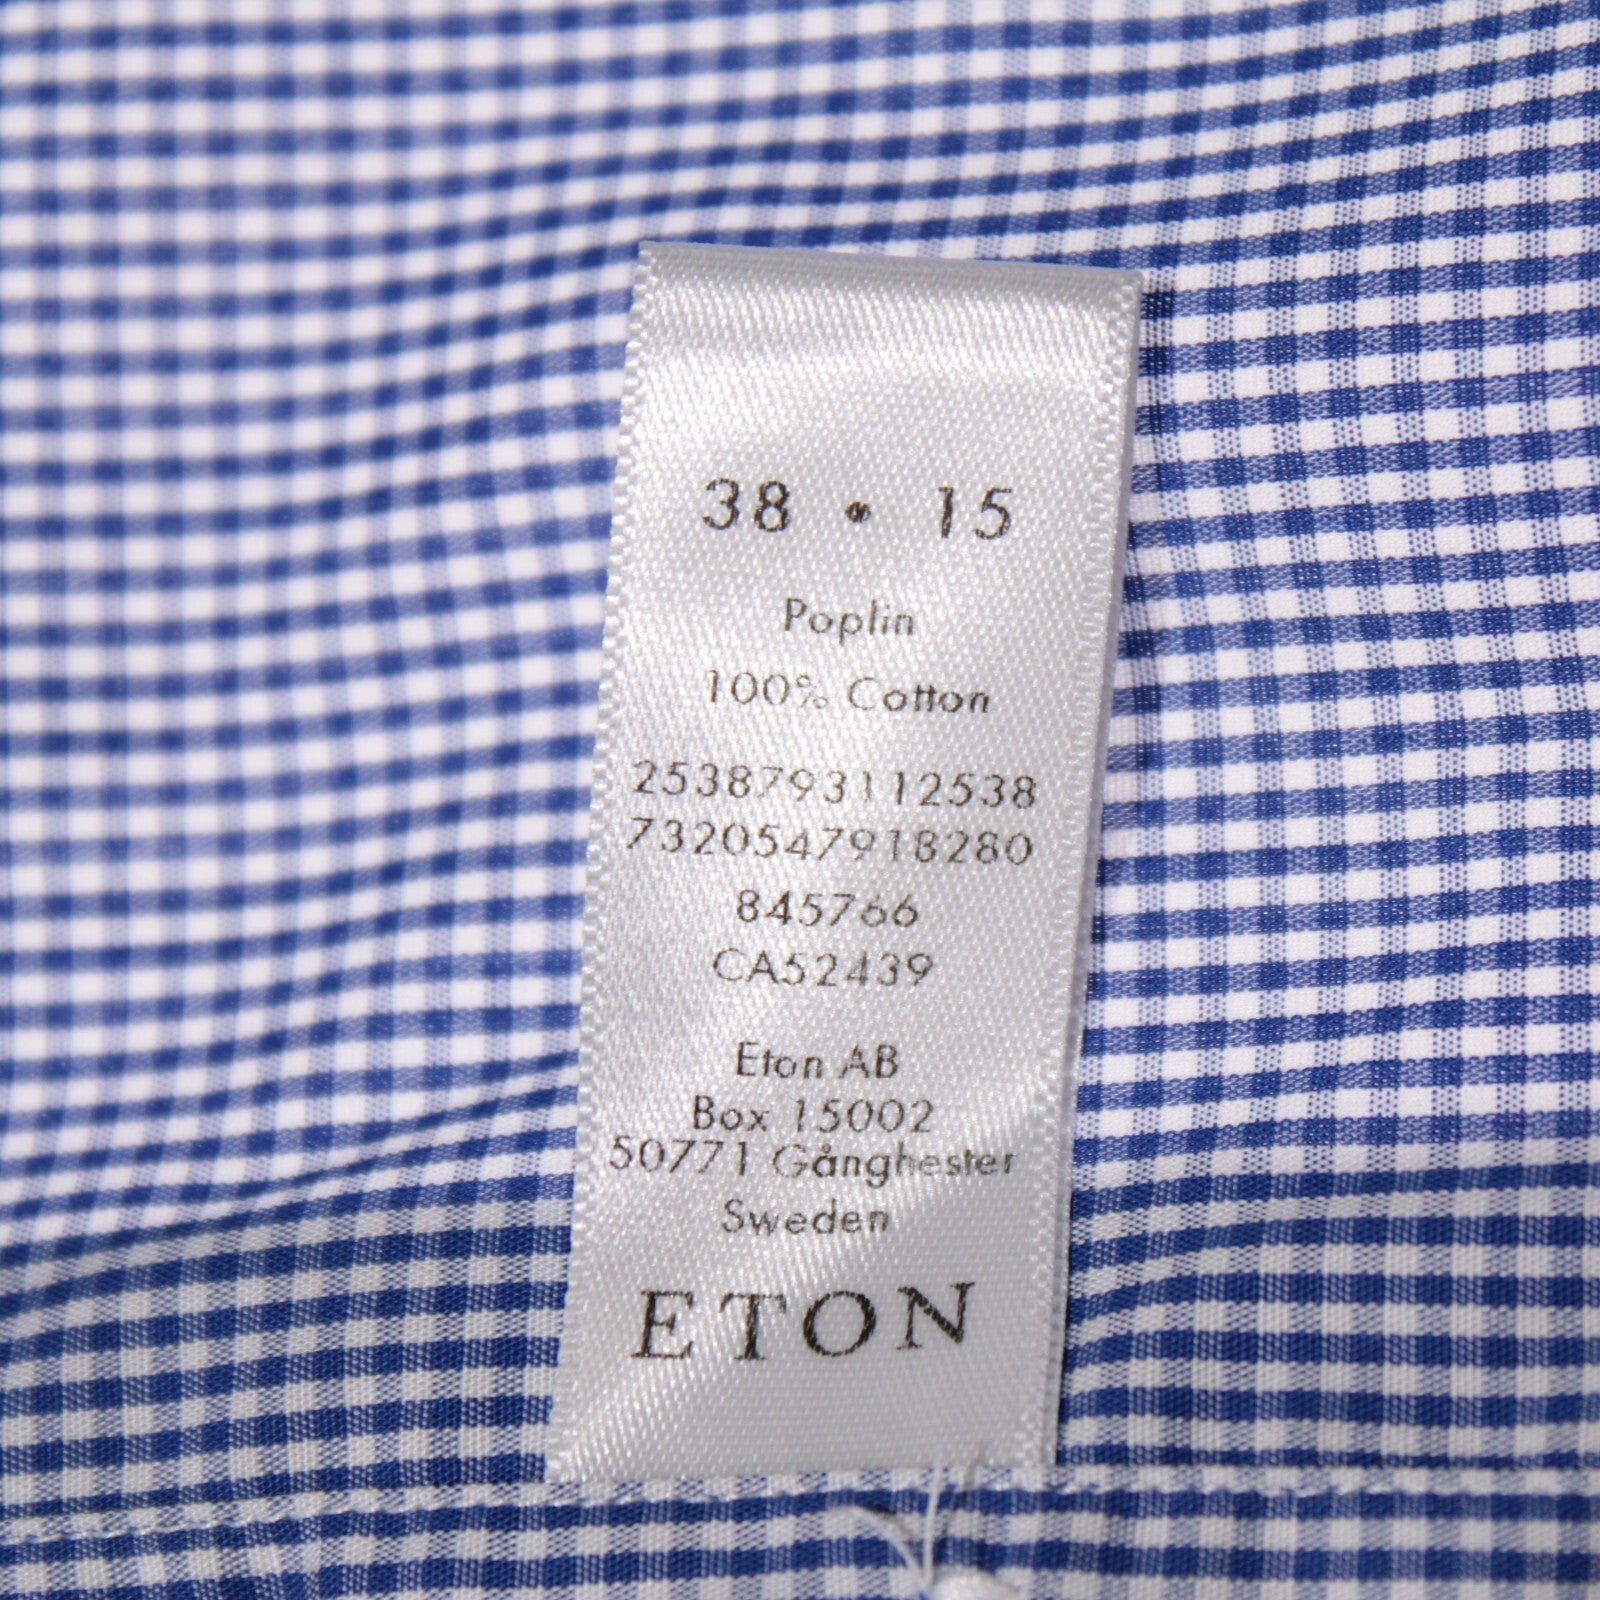 38 • 15
Poplin
100% Cotton
2538793112538
7320547918280
845766
CA52439
Eton AB
Box 15002
50771 Gånghester
Sweden
ETON